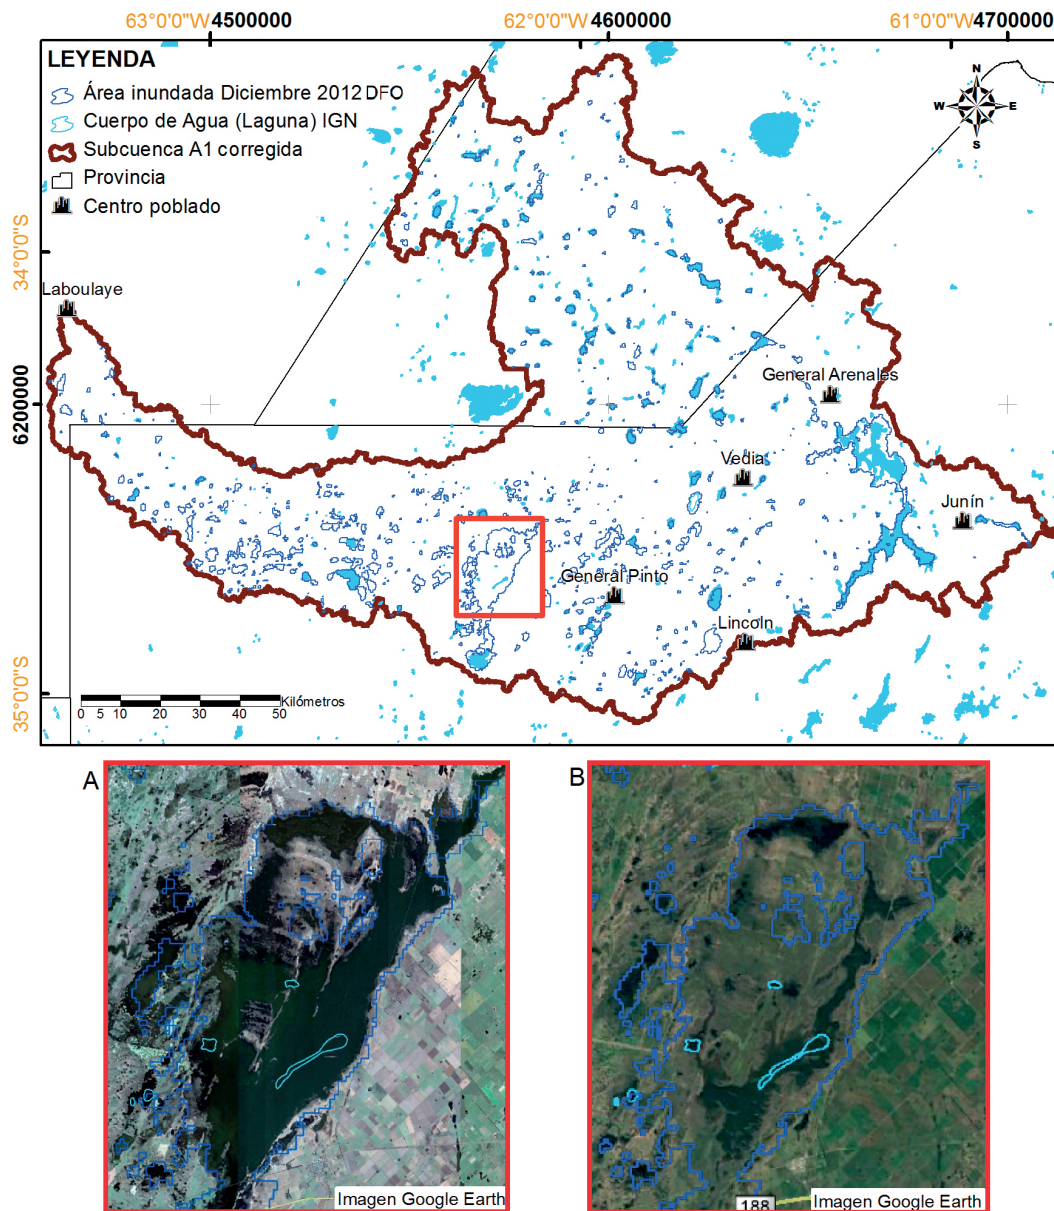 63°0'0"W 4500000 62°0'0"W 4600000 61°0'0"W 4700000
LEYENDA
Área inundada Diciembre 2012 DFO
Cuerpo de Agua (Laguna) IGN
Subcuenca A1 corregida
Provincia
Centro poblado
N
W E
S
34°0'0"S
Laboulaye
General Arenales
6200000
Vedia
Junín
General Pinto
Lincoln
35°0'0"S
Kilómetros
0 5 10 20 30 40 50
A
B
Imagen Google Earth
188
Imagen Google Earth